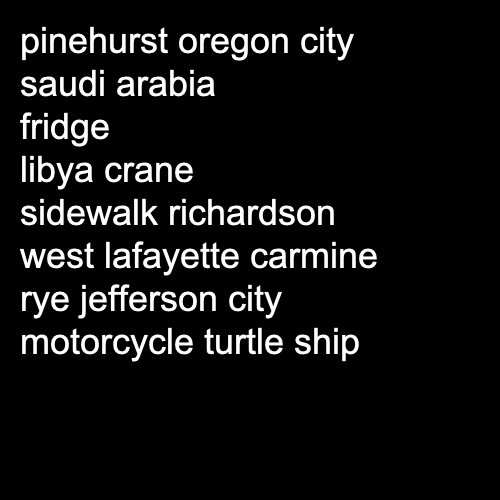 pinehurst oregon city
saudi arabia
fridge
libya crane
sidewalk richardson
west lafayette carmine
rye jefferson city
motorcycle turtle ship